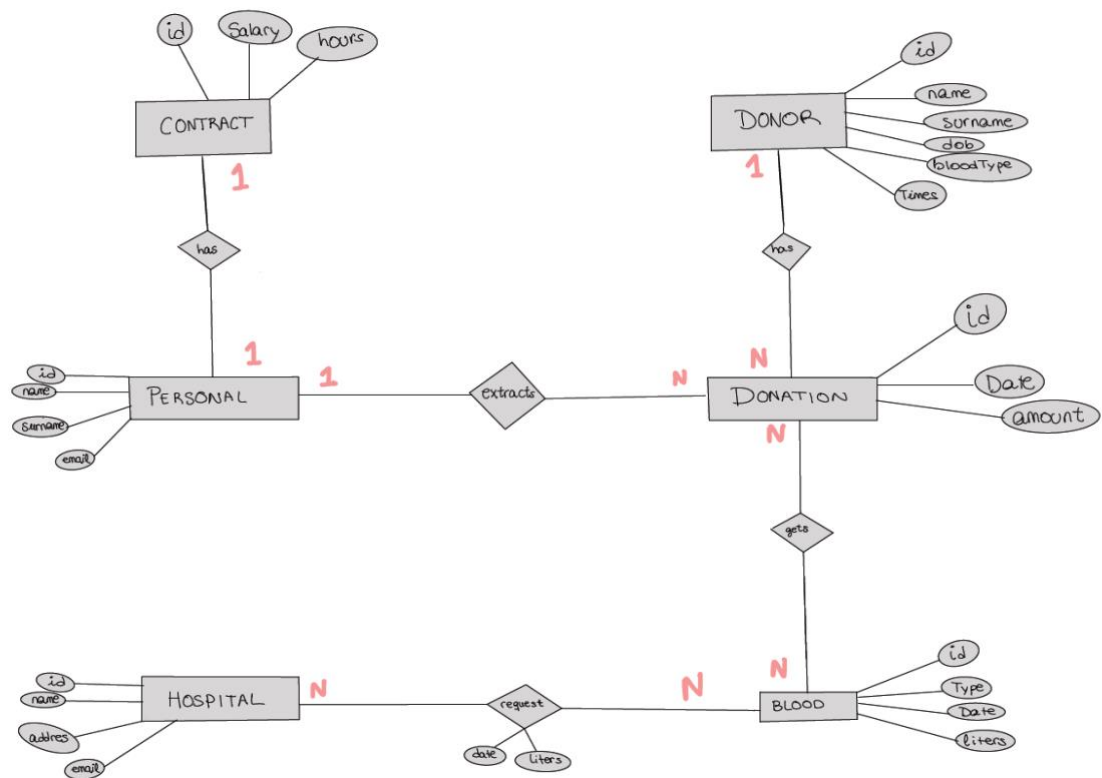 id
Salary
hours
CONTRACT
1
has
1
PERSONAL
id
name
surname
email
1
extracts
N
DONOR
id
name
surname
dob
bloodType
Times
1
has
N
DONATION
id
Date
amount
N
gets
N
BLOOD
id
Type
Date
liters
N
request
date
liters
N
HOSPITAL
id
name
addres
email